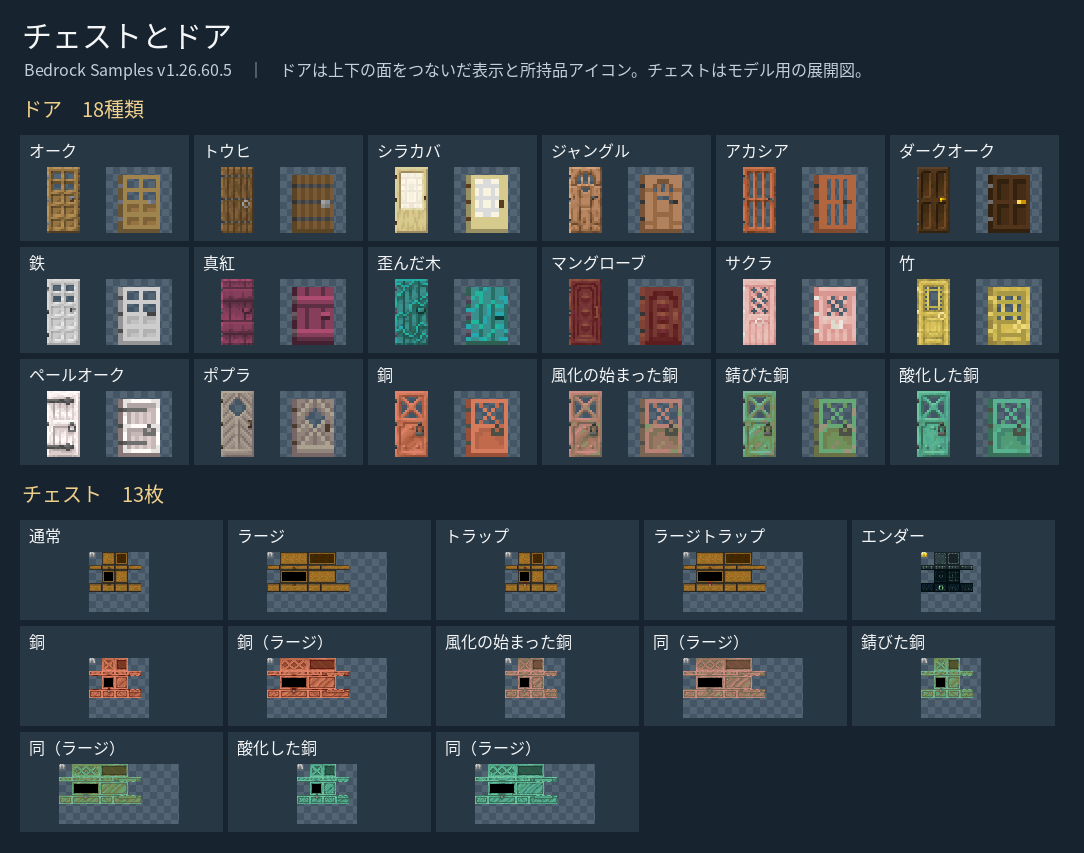 チェストとドア
Bedrock Samples v1.26.60.5 ｜ ドアは上下の面をつないだ表示と所持品アイコン。チェストはモデル用の展開図。
ドア 18種類
オーク トウヒ シラカバ ジャングル アカシア ダークオーク
鉄 真紅 歪んだ木 マングローブ サクラ 竹
ペールオーク ポプラ 銅 風化の始まった銅 錆びた銅 酸化した銅
チェスト 13枚
通常 ラージ トラップ ラージトラップ エンダー
銅 銅（ラージ） 風化の始まった銅 同（ラージ） 錆びた銅
同（ラージ） 酸化した銅 同（ラージ）